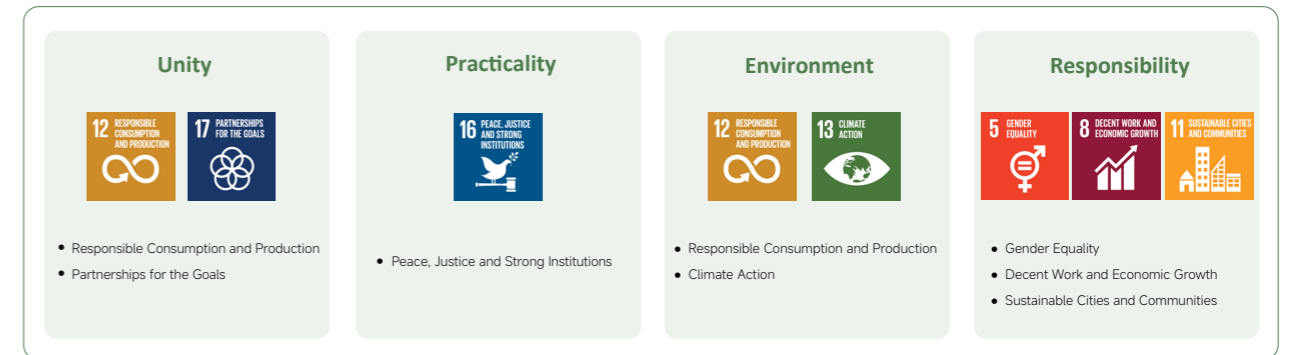 Unity
12 RESPONSIBLE
CONSUMPTION
AND PRODUCTION
17 PARTNERSHIPS
FOR THE GOALS
• Responsible Consumption and Production
• Partnerships for the Goals
Practicality
16 PEACE, JUSTICE
AND STRONG
INSTITUTIONS
• Peace, Justice and Strong Institutions
Environment
12 RESPONSIBLE
CONSUMPTION
AND PRODUCTION
13 CLIMATE
ACTION
• Responsible Consumption and Production
• Climate Action
Responsibility
5 GENDER
EQUALITY
8 DECENT WORK AND
ECONOMIC GROWTH
11 SUSTAINABLE CITIES
AND COMMUNITIES
• Gender Equality
• Decent Work and Economic Growth
• Sustainable Cities and Communities